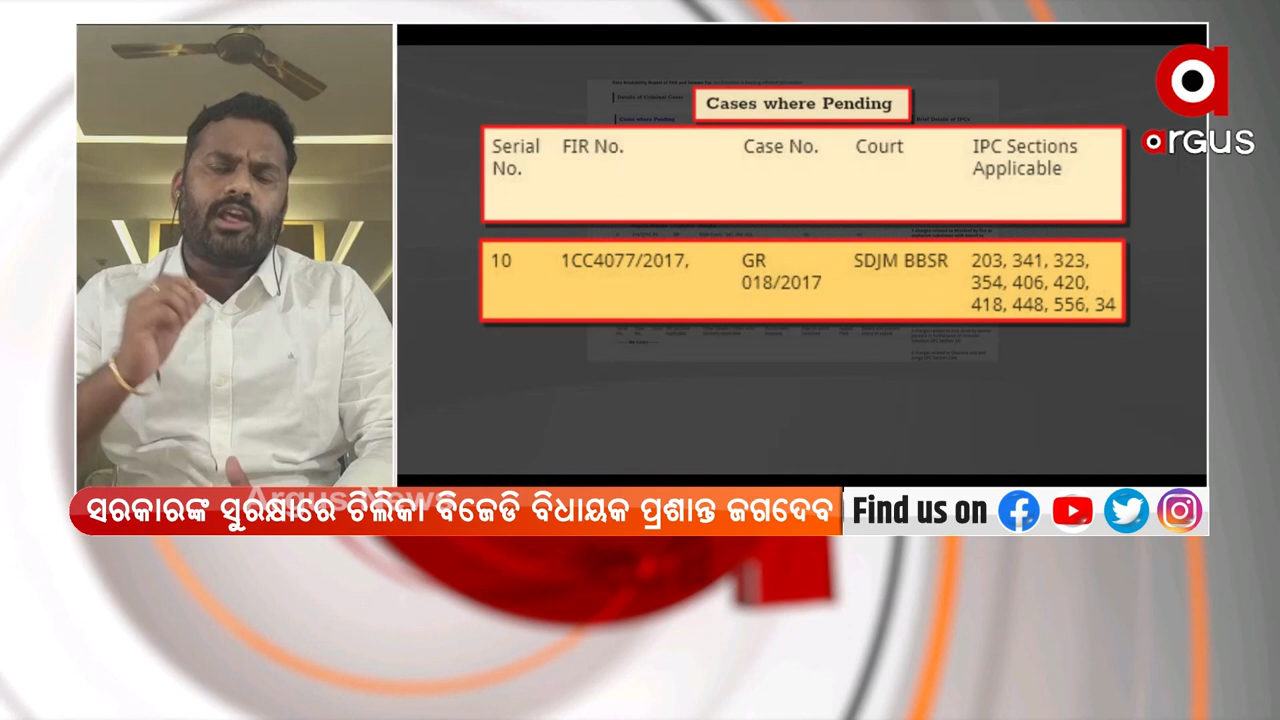 Cases where Pending
Serial No.
FIR No.
Case No.
Court
IPC Sections Applicable
10
1CC4077/2017,
GR 018/2017
SDJM BBSR
203, 341, 323,
354, 406, 420,
418, 448, 556, 34
argus
Argus News
ସରକାରଙ୍କ ସୁରକ୍ଷାରେ ଚିଲିକା ବିଜେଡି ବିଧାୟକ ପ୍ରଶାନ୍ତ ଜଗଦେବ
Find us on